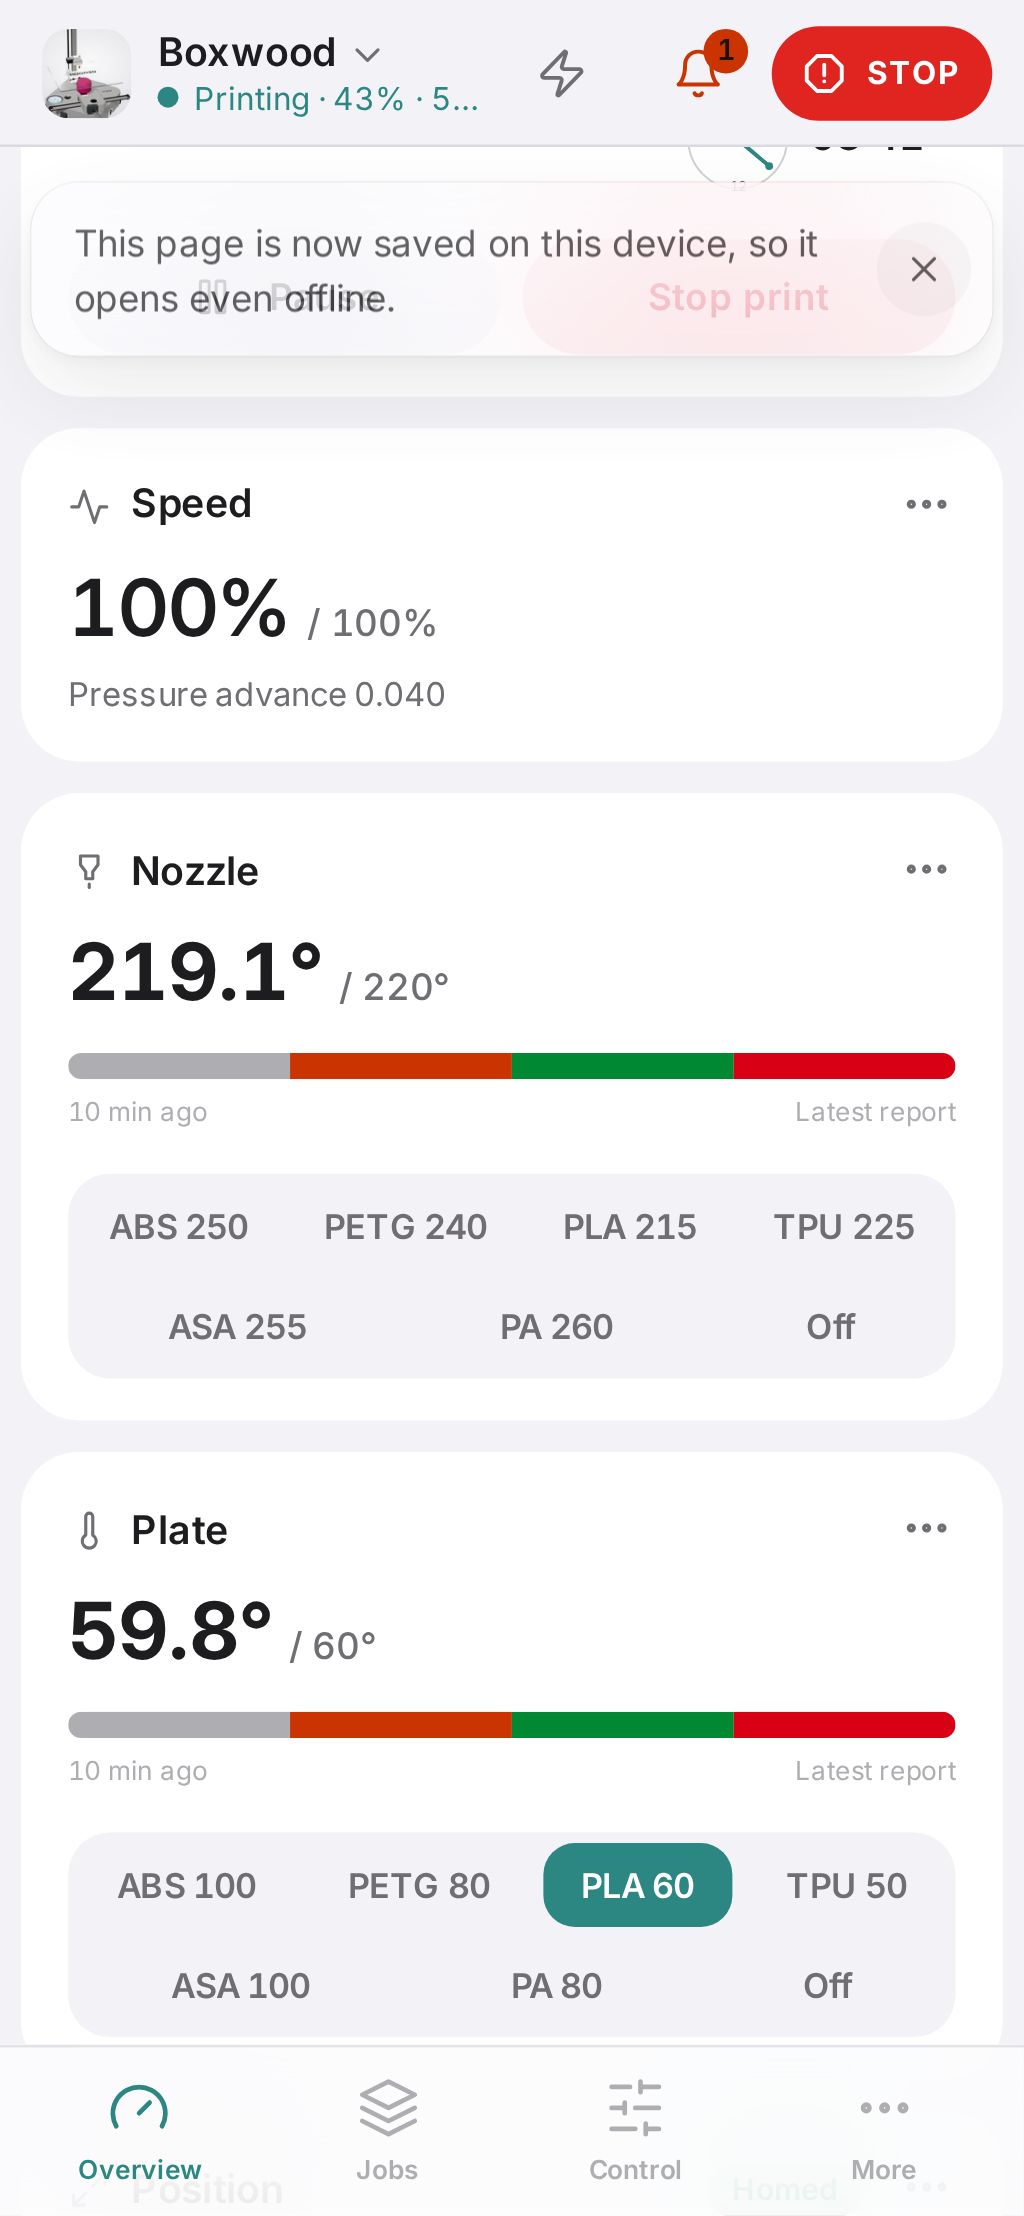 Boxwood
Printing · 43% · 5...
1
STOP
12
This page is now saved on this device, so it
opens even offline.
Pause
Stop print
Speed
100% / 100%
Pressure advance 0.040
Nozzle
219.1° / 220°
10 min ago
Latest report
ABS 250
PETG 240
PLA 215
TPU 225
ASA 255
PA 260
Off
Plate
59.8° / 60°
10 min ago
Latest report
ABS 100
PETG 80
PLA 60
TPU 50
ASA 100
PA 80
Off
Overview
Jobs
Control
More
Position
Homed